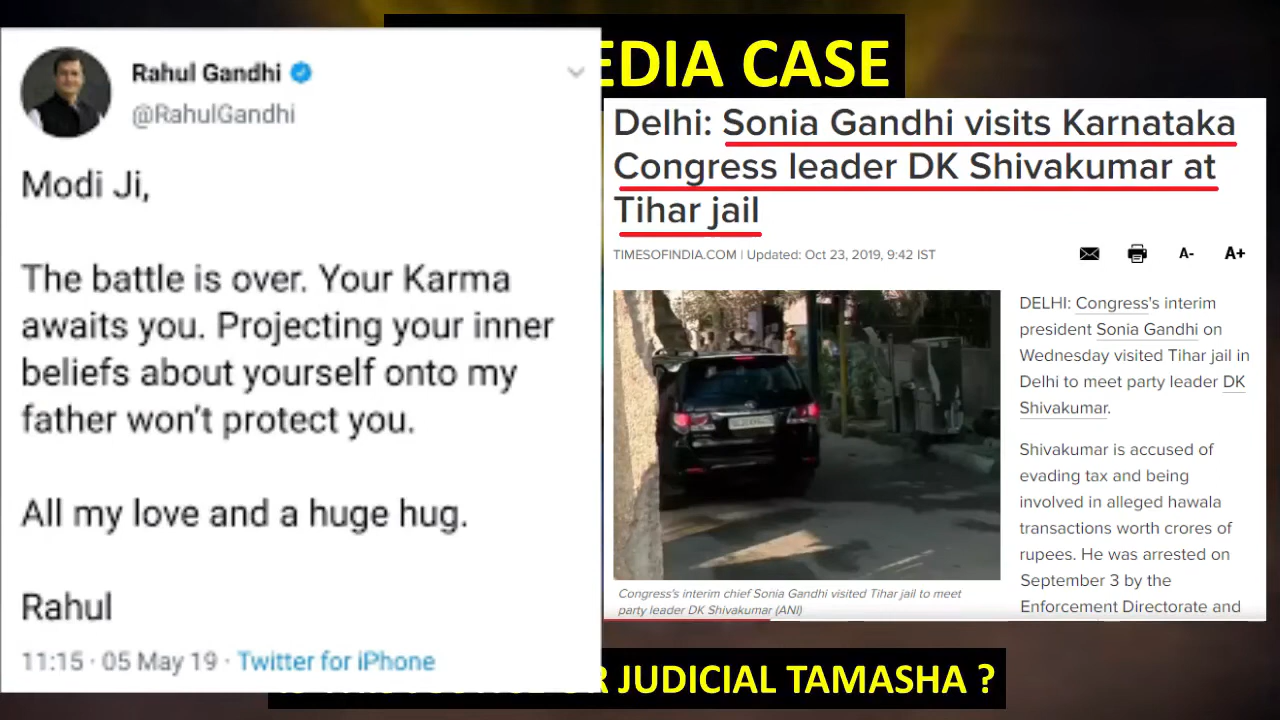 EDIA CASE
Rahul Gandhi
@RahulGandhi
Modi Ji,
The battle is over. Your Karma
awaits you. Projecting your inner
beliefs about yourself onto my
father won't protect you.
All my love and a huge hug.
Rahul
11:15 · 05 May 19 · Twitter for iPhone
Delhi: Sonia Gandhi visits Karnataka
Congress leader DK Shivakumar at
Tihar jail
TIMESOFINDIA.COM | Updated: Oct 23, 2019, 9:42 IST
A- A+
DELHI: Congress's interim
president Sonia Gandhi on
Wednesday visited Tihar jail in
Delhi to meet party leader DK
Shivakumar.
Shivakumar is accused of
evading tax and being
involved in alleged hawala
transactions worth crores of
rupees. He was arrested on
September 3 by the
Enforcement Directorate and
Congress's interim chief Sonia Gandhi visited Tihar jail to meet
party leader DK Shivakumar (ANI)
JUDICIAL TAMASHA ?